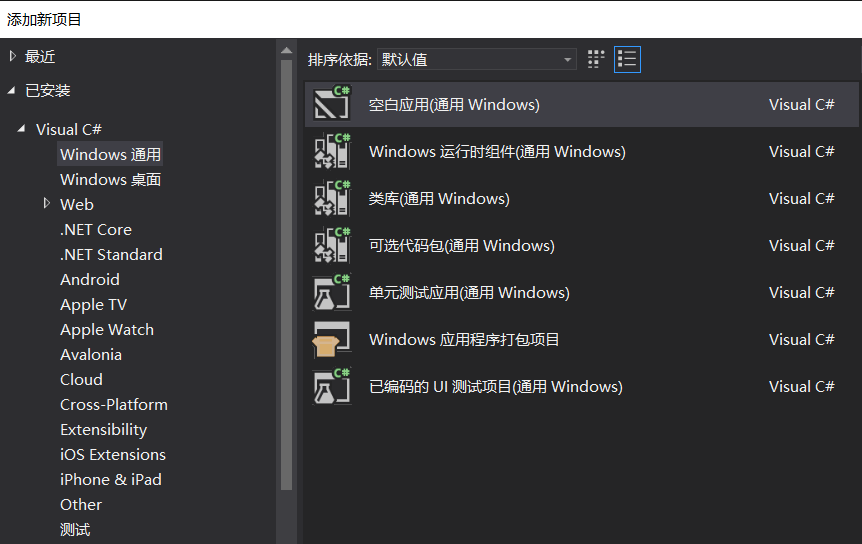 添加新项目
最近
已安装
Visual C#
Windows 通用
Windows 桌面
Web
.NET Core
.NET Standard
Android
Apple TV
Apple Watch
Avalonia
Cloud
Cross-Platform
Extensibility
iOS Extensions
iPhone & iPad
Other
测试
排序依据: 默认值
C# 空白应用(通用 Windows) Visual C#
C# Windows 运行时组件(通用 Windows) Visual C#
C# 类库(通用 Windows) Visual C#
C# 可选代码包(通用 Windows) Visual C#
C# 单元测试应用(通用 Windows) Visual C#
Windows 应用程序打包项目 Visual C#
C# 已编码的 UI 测试项目(通用 Windows) Visual C#